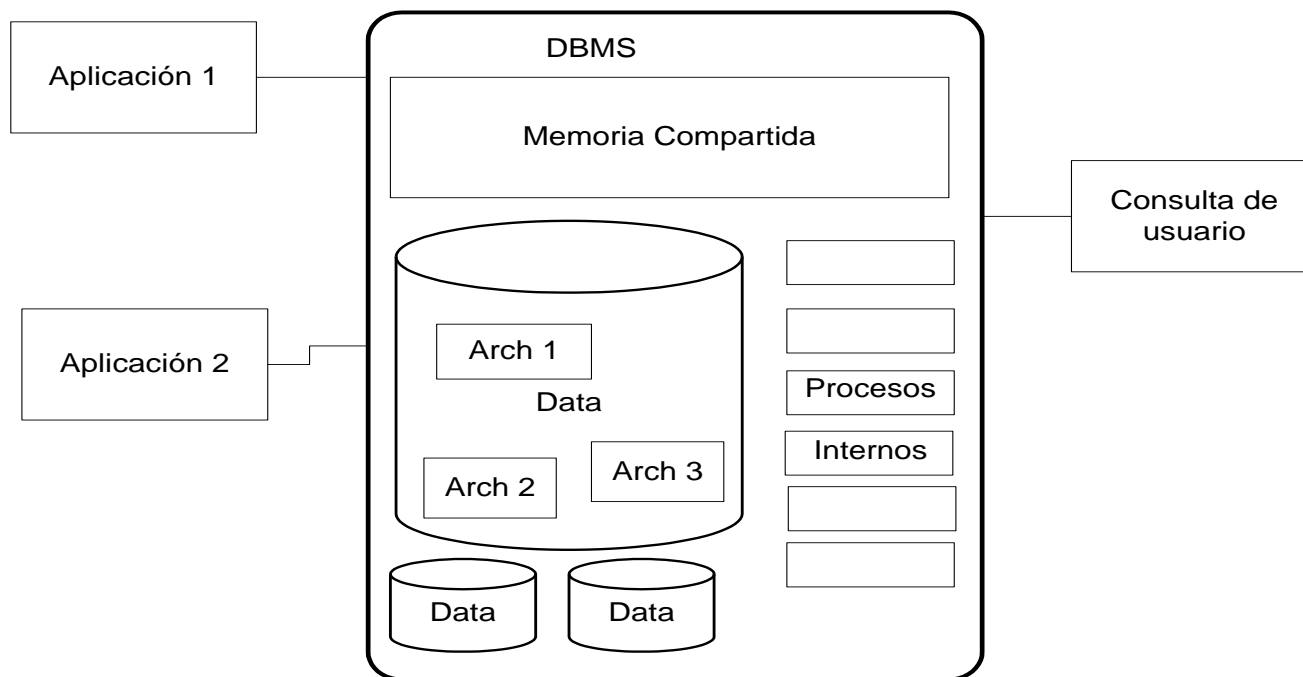 DBMS
Aplicación 1
Memoria Compartida
Consulta de
usuario
Aplicación 2
Arch 1
Data
Arch 2
Arch 3
Procesos
Internos
Data
Data